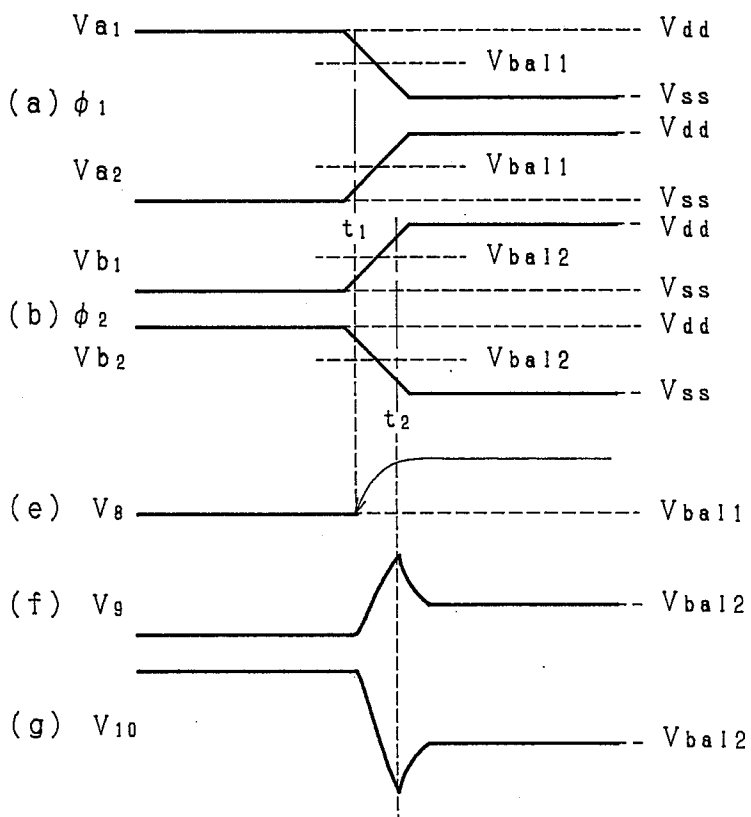 Va1 Vdd
Vbal1
(a) ϕ1 Vss
Vdd
Va2 Vbal1
Vss
t1 Vdd
Vb1 Vbal2
Vss
(b) ϕ2 Vdd
Vb2 Vbal2
Vss
t2
(e) V8 Vbal1
(f) V9 Vbal2
(g) V10 Vbal2